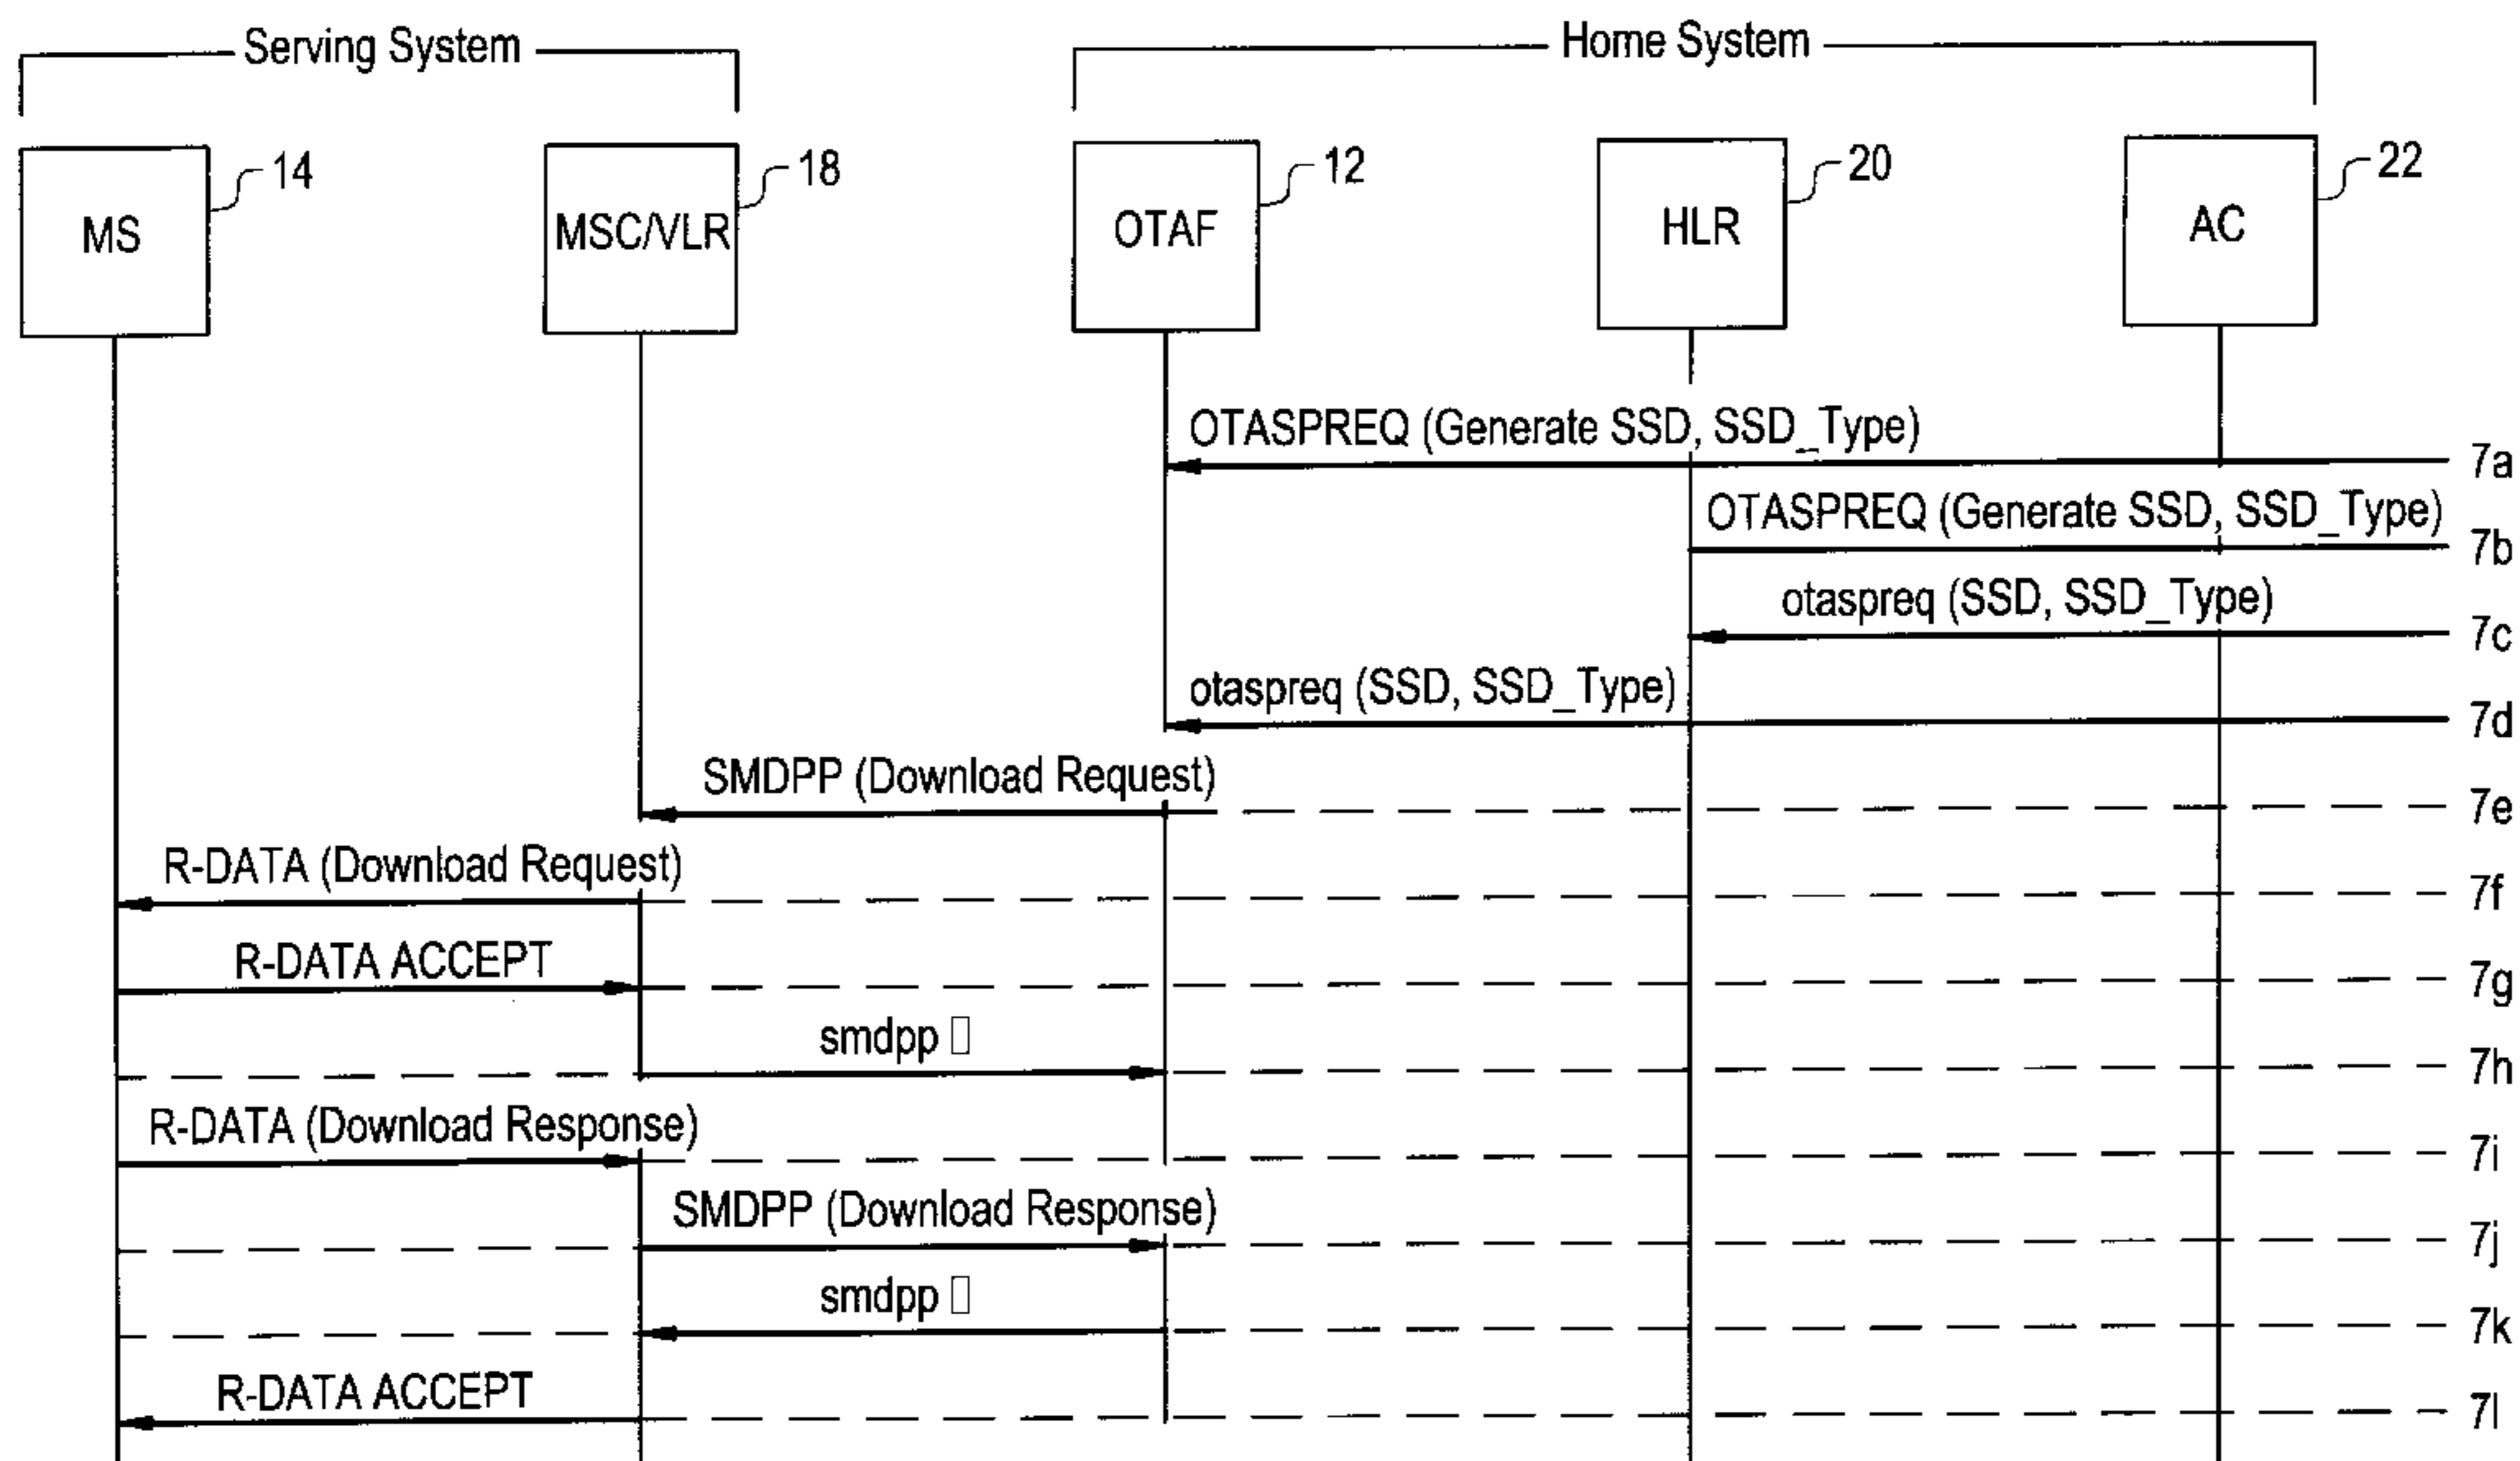 Serving System
Home System
MS
14
MSC/VLR
18
OTAF
12
HLR
20
AC
22
OTASPREQ (Generate SSD, SSD_Type)
7a
OTASPREQ (Generate SSD, SSD_Type)
7b
otaspreq (SSD, SSD_Type)
7c
otaspreq (SSD, SSD_Type)
7d
SMDPP (Download Request)
7e
R-DATA (Download Request)
7f
R-DATA ACCEPT
7g
smdpp ▯
7h
R-DATA (Download Response)
7i
SMDPP (Download Response)
7j
smdpp ▯
7k
R-DATA ACCEPT
7l